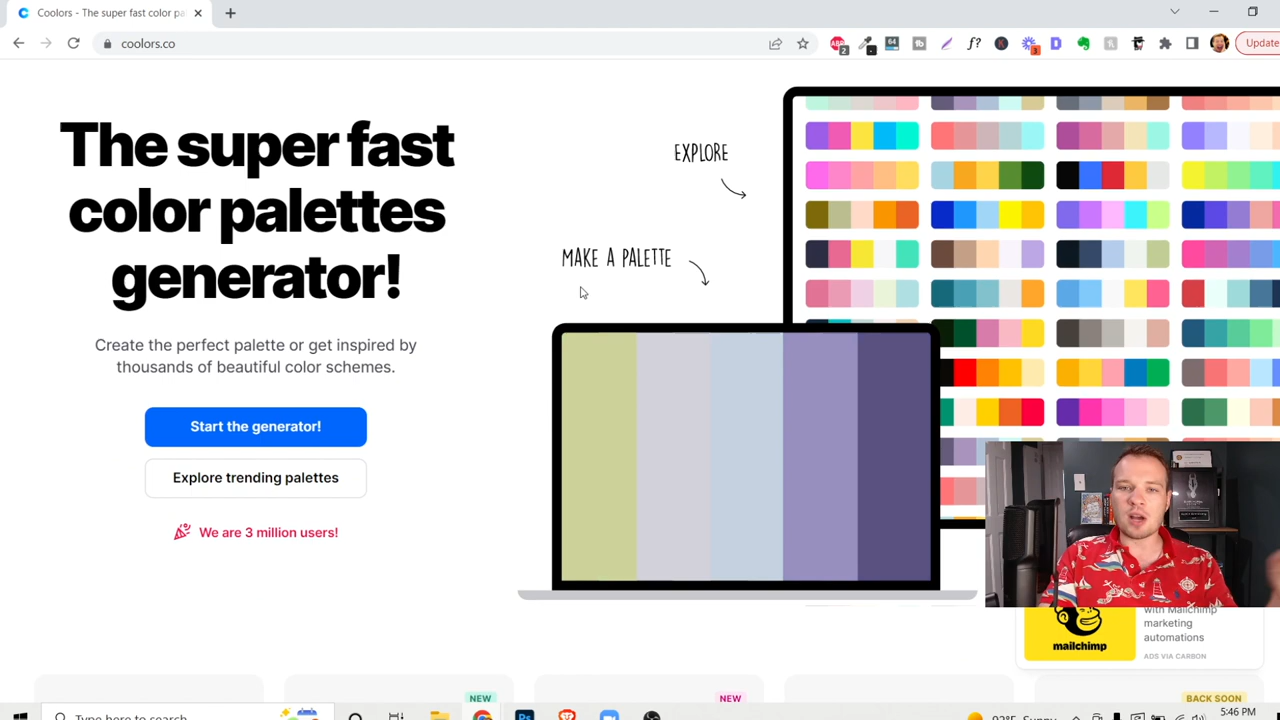 Coolors - The super fast color pa
coolors.co
Update
The super fast
color palettes
generator!
Create the perfect palette or get inspired by
thousands of beautiful color schemes.
Start the generator!
Explore trending palettes
We are 3 million users!
EXPLORE
MAKE A PALETTE
with Mailchimp
marketing
automations
mailchimp
ADS VIA CARBON
NEW
NEW
BACK SOON
Type here to search
92°F Sunny
5:46 PM